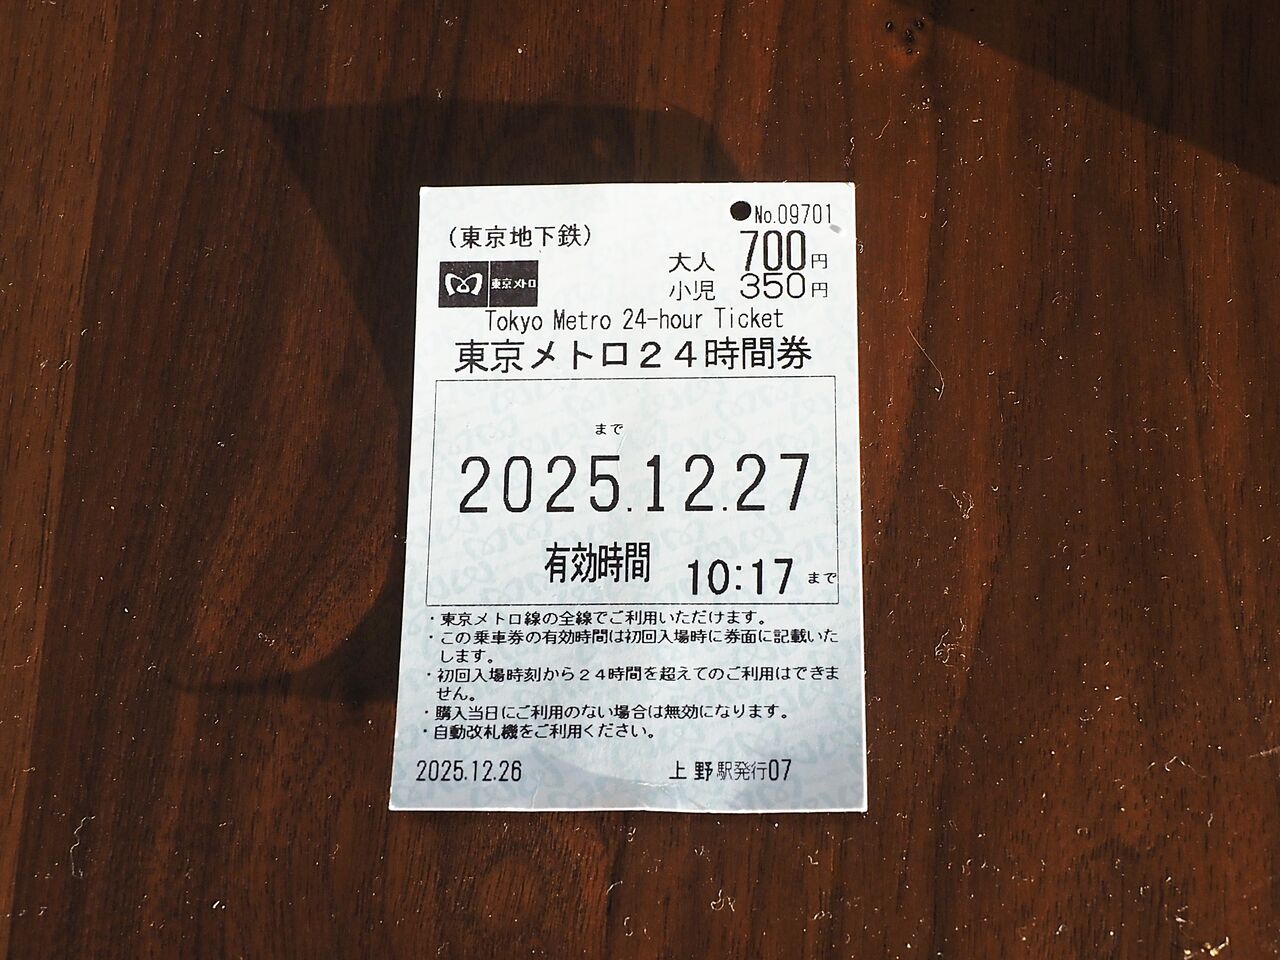 ●No.09701
(東京地下鉄)
大人 700円
東京メトロ
小児 350円
Tokyo Metro 24-hour Ticket
東京メトロ24時間券
まで
2025.12.27
有効時間 10:17 まで
・東京メトロ線の全線でご利用いただけます。
・この乗車券の有効時間は初回入場時に券面に記載いた
します。
・初回入場時刻から24時間を超えてのご利用はできま
せん。
・購入当日にご利用のない場合は無効になります。
・自動改札機をご利用ください。
2025.12.26 上野駅発行07